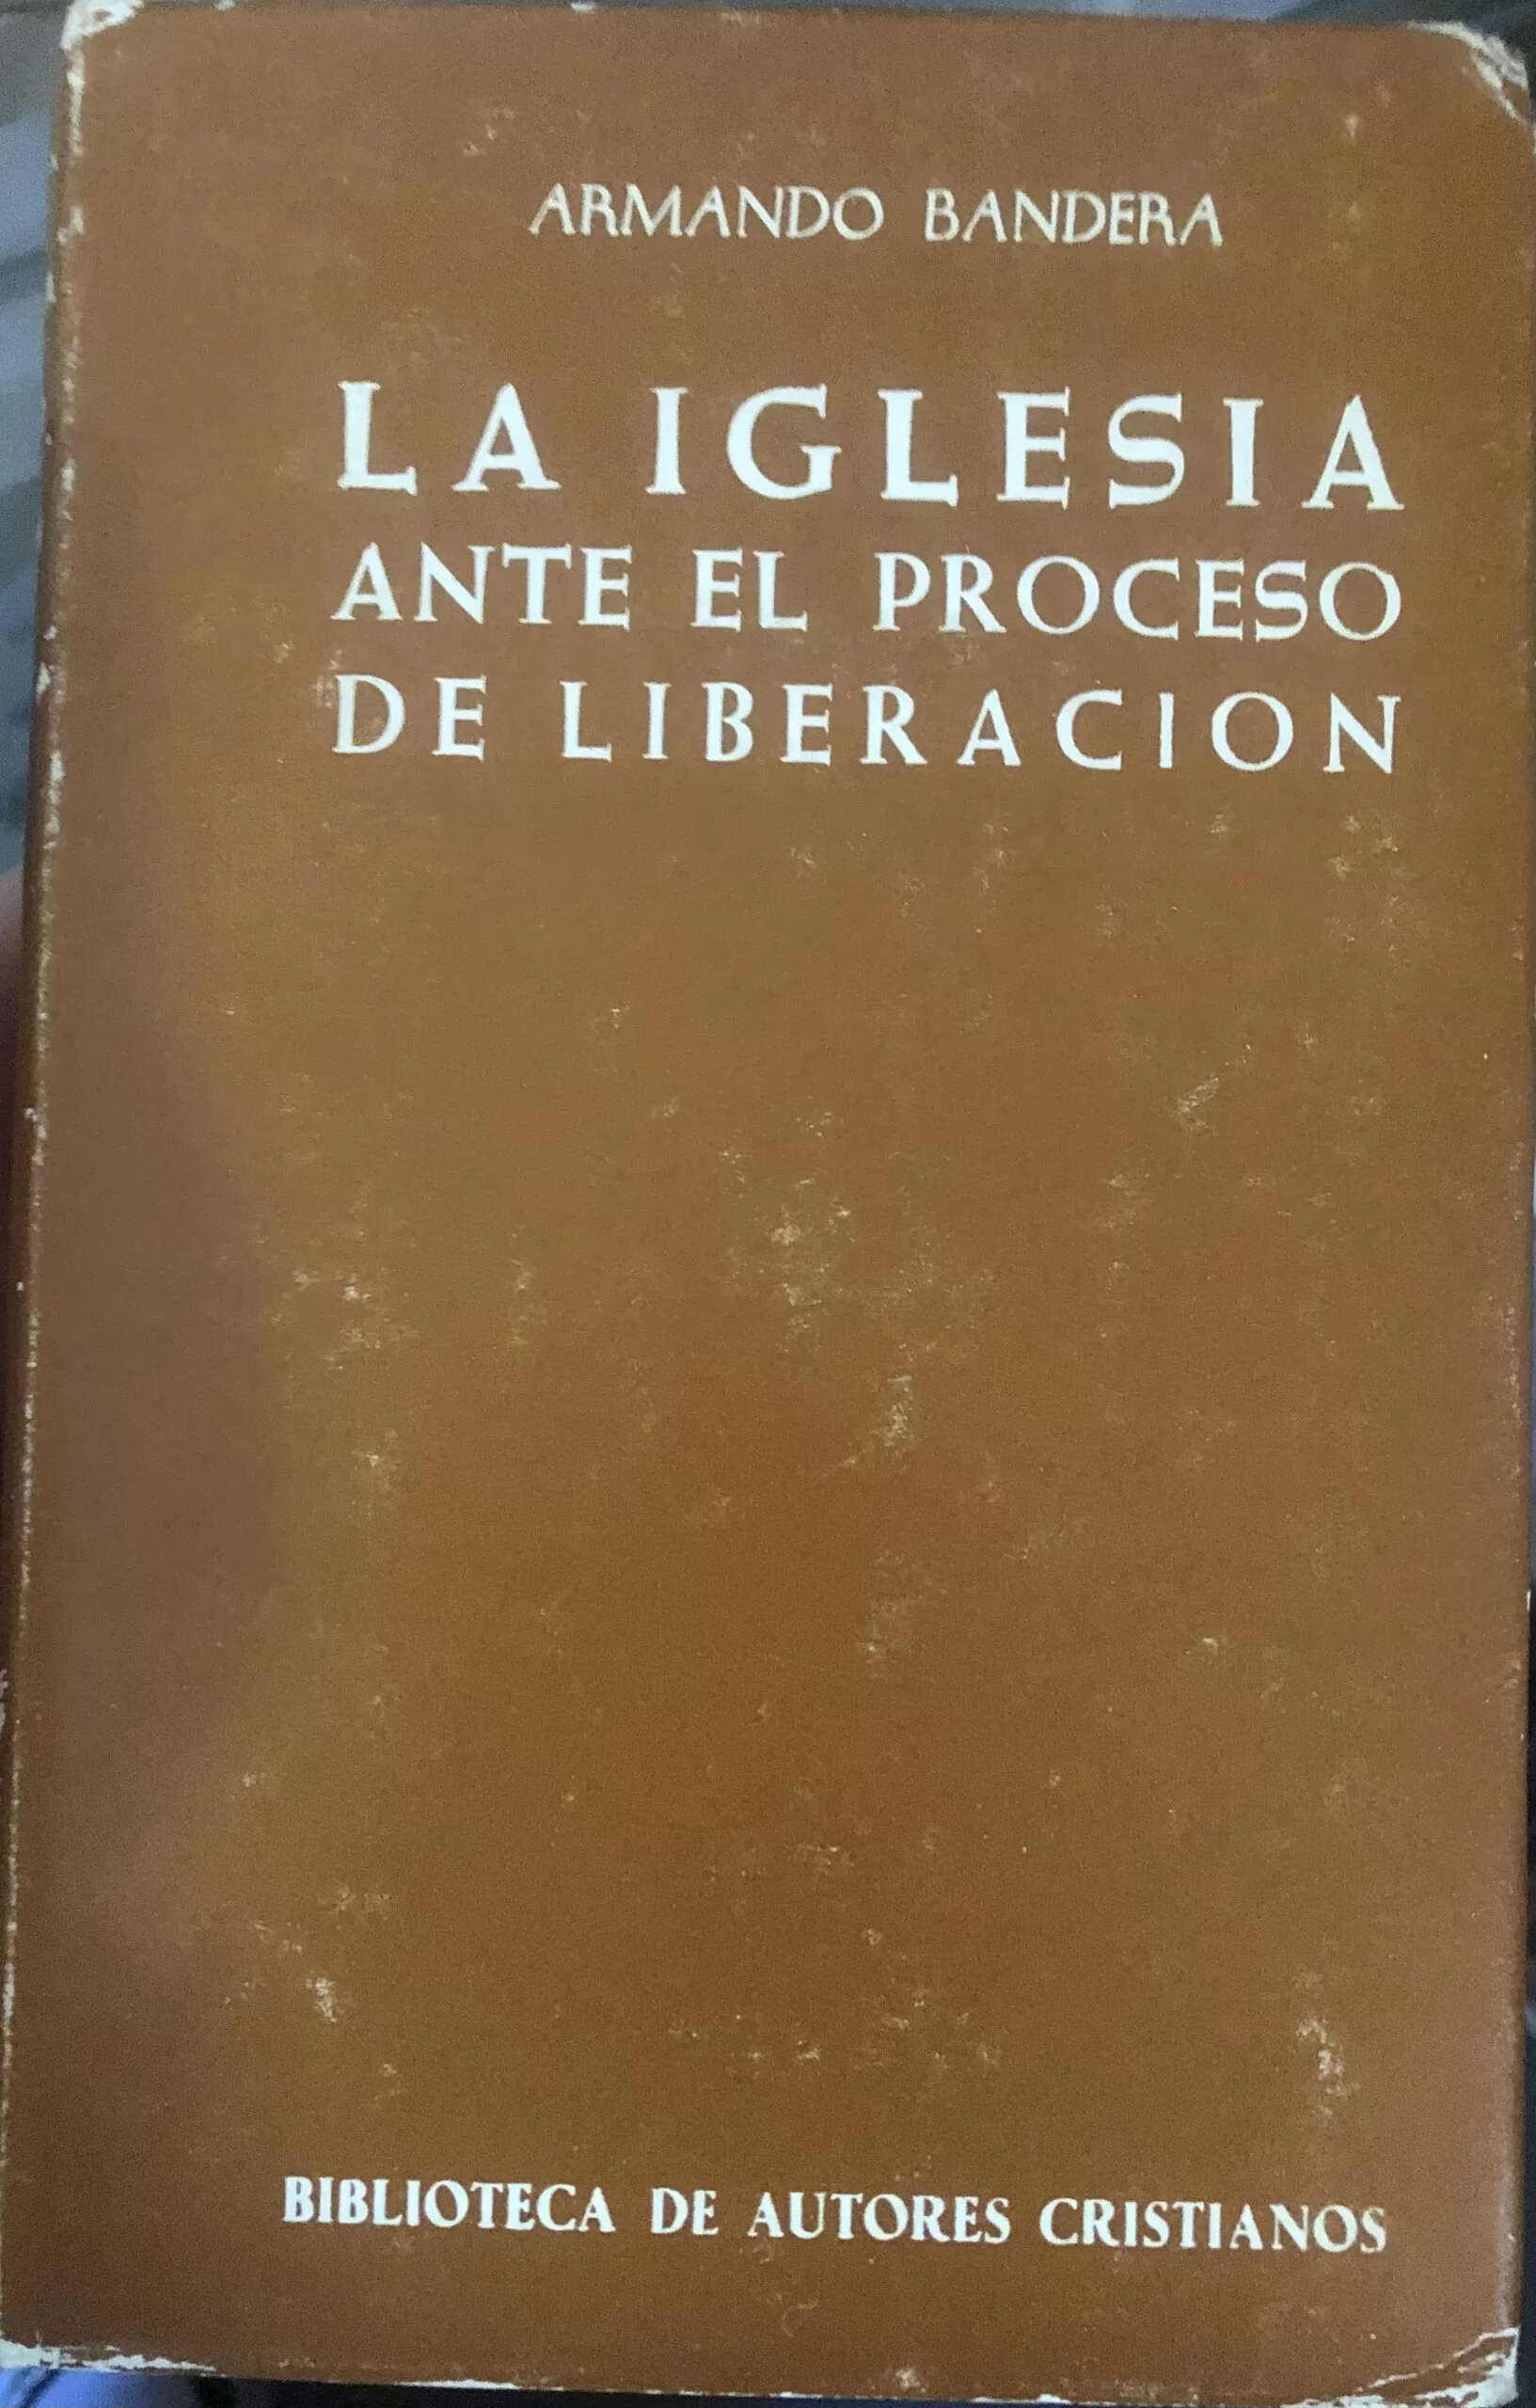 ARMANDO BANDERA
LA IGLESIA
ANTE EL PROCESO
DE LIBERACION
BIBLIOTECA DE AUTORES CRISTIANOS